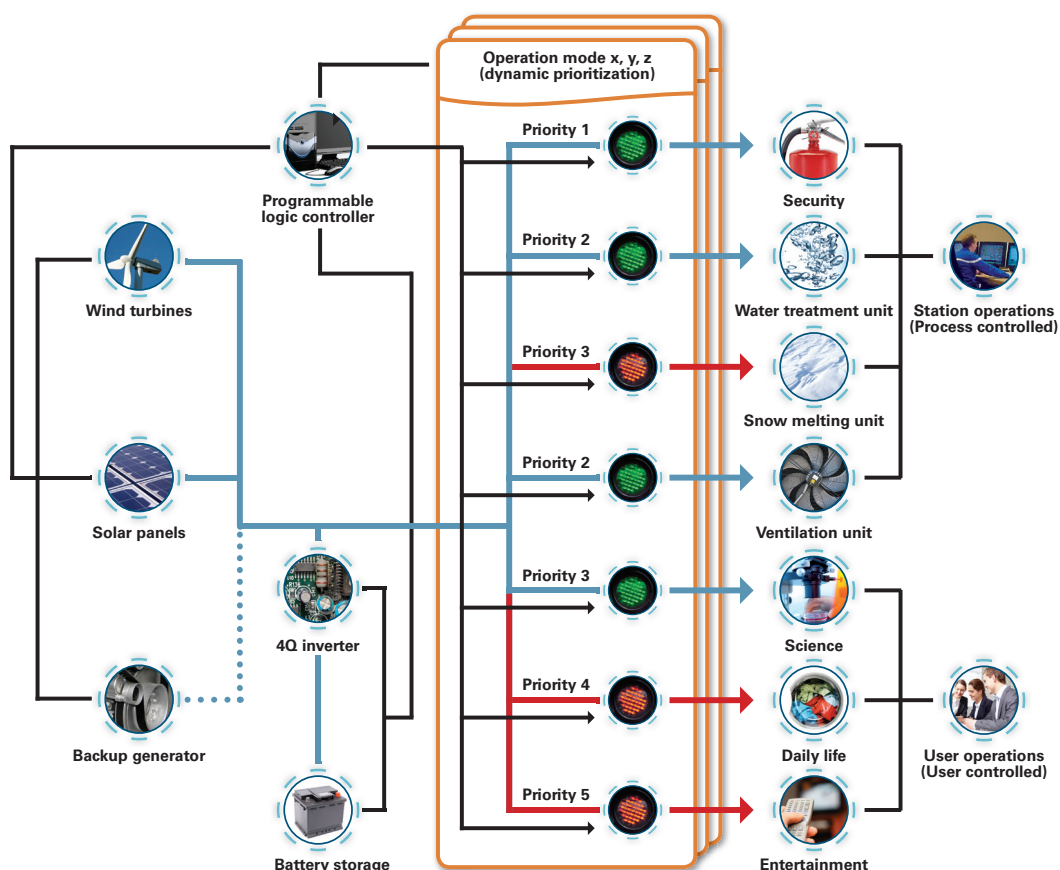 Operation mode x, y, z
(dynamic prioritization)
Priority 1
Programmable
logic controller
Security
Priority 2
Wind turbines
Water treatment unit
Station operations
(Process controlled)
Priority 3
Snow melting unit
Priority 2
Solar panels
Ventilation unit
Priority 3
4Q inverter
Science
Priority 4
Backup generator
Daily life
User operations
(User controlled)
Priority 5
Battery storage
Entertainment